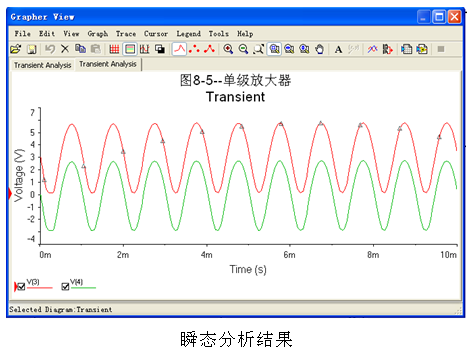 Grapher View
File Edit View Graph Trace Cursor Legend Tools Help
Transient Analysis Transient Analysis
图8-5--单级放大器
Transient
Voltage (V)
7
5
4
3
2
1
0
-1
-2
-4
0m 2m 4m 6m 8m 10m
Time (s)
V(3) V(4)
Selected Diagram:Transient
瞬态分析结果